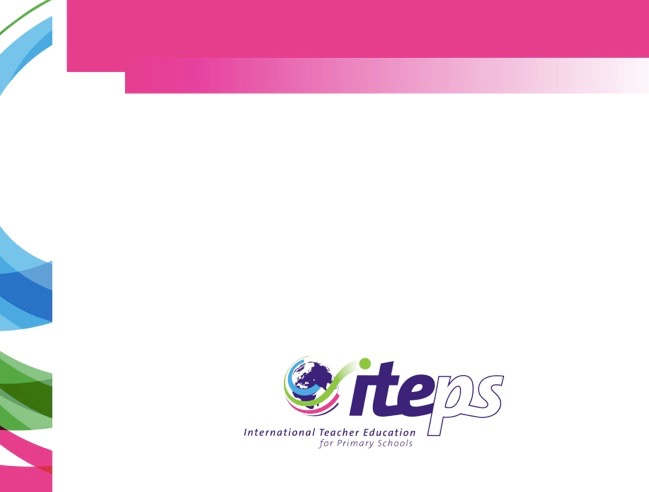 iteps
International Teacher Education
for Primary Schools